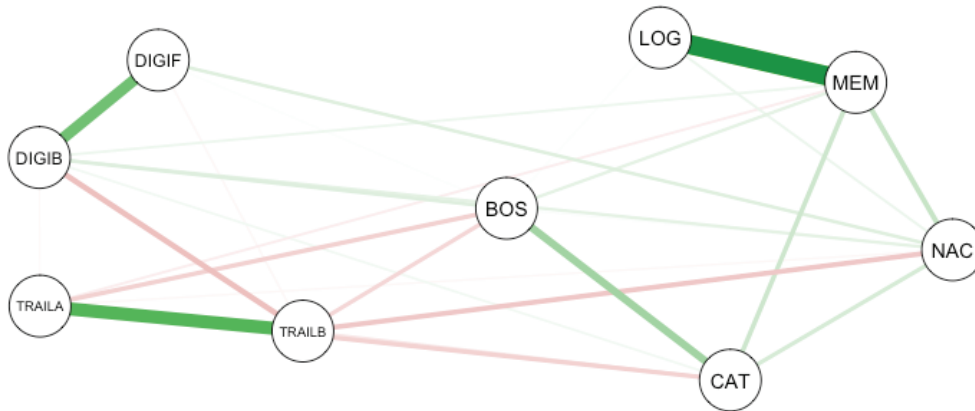 LOG
DIGIF
MEM
DIGIB
BOS
NAC
TRAILA
TRAILB
CAT